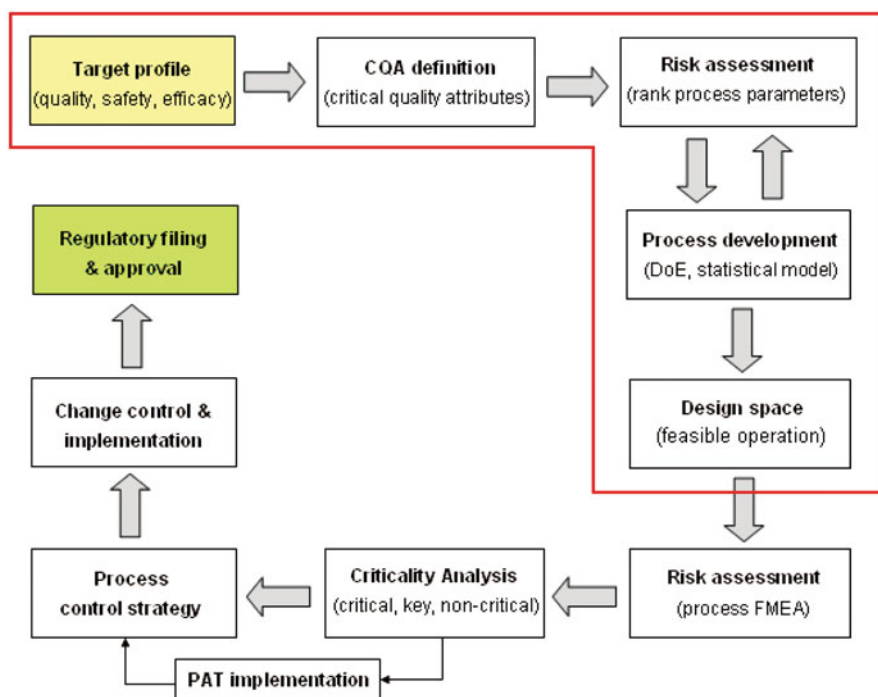 Target profile
(quality, safety, efficacy)
CQA definition
(critical quality attributes)
Risk assessment
(rank process parameters)
Process development
(DoE, statistical model)
Design space
(feasible operation)
Risk assessment
(process FMEA)
Criticality Analysis
(critical, key, non-critical)
PAT implementation
Process
control strategy
Change control &
implementation
Regulatory filing
& approval